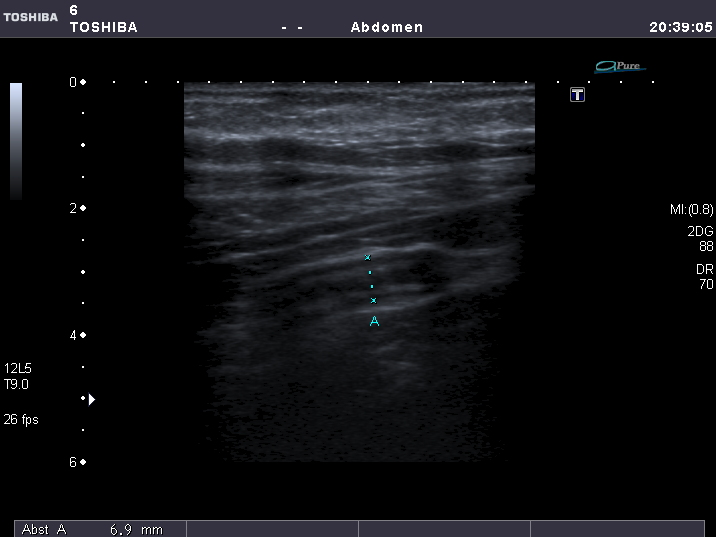 TOSHIBA
6
TOSHIBA - - Abdomen 20:39:05
APure
T
0
2
4
6
A
MI:(0.8)
2DG
88
DR
70
12L5
T9.0
26 fps
Abst A 6.9 mm